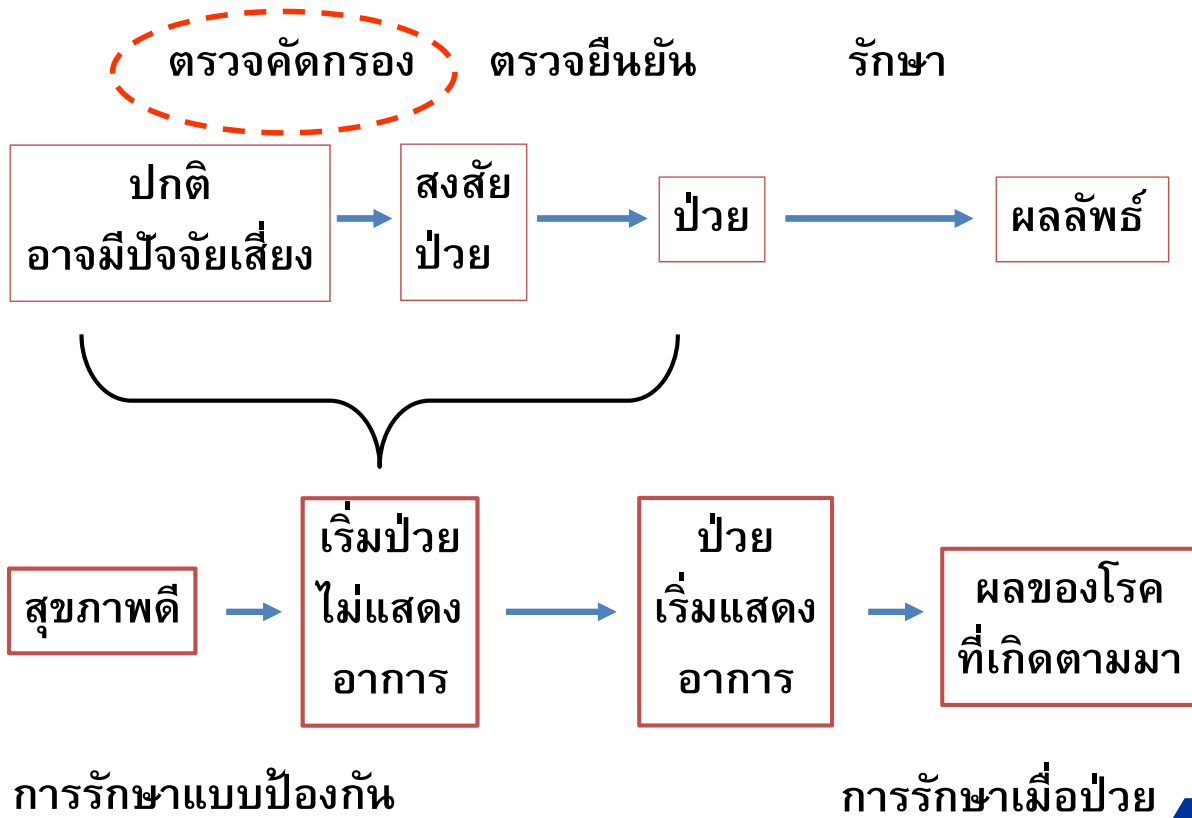 ตรวจคัดกรอง ตรวจยืนยัน รักษา
ปกติ
อาจมีปัจจัยเสี่ยง
สงสัย
ป่วย
ป่วย
ผลลัพธ์
สุขภาพดี
เริ่มป่วย
ไม่แสดง
อาการ
ป่วย
เริ่มแสดง
อาการ
ผลของโรค
ที่เกิดตามมา
การรักษาแบบป้องกัน การรักษาเมื่อป่วย